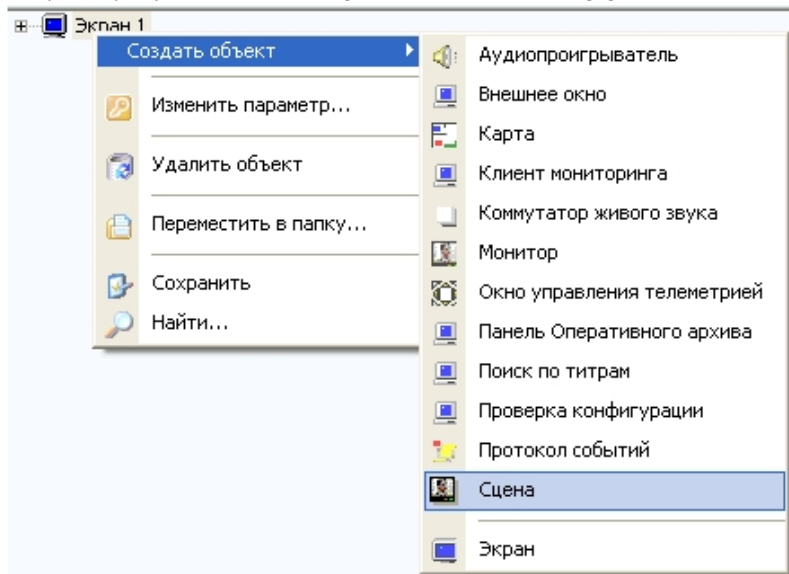 Экран 1
Создать объект
Изменить параметр...
Удалить объект
Переместить в папку...
Сохранить
Найти...
Аудиопроигрыватель
Внешнее окно
Карта
Клиент мониторинга
Коммутатор живого звука
Монитор
Окно управления телеметрией
Панель Оперативного архива
Поиск по титрам
Проверка конфигурации
Протокол событий
Сцена
Экран